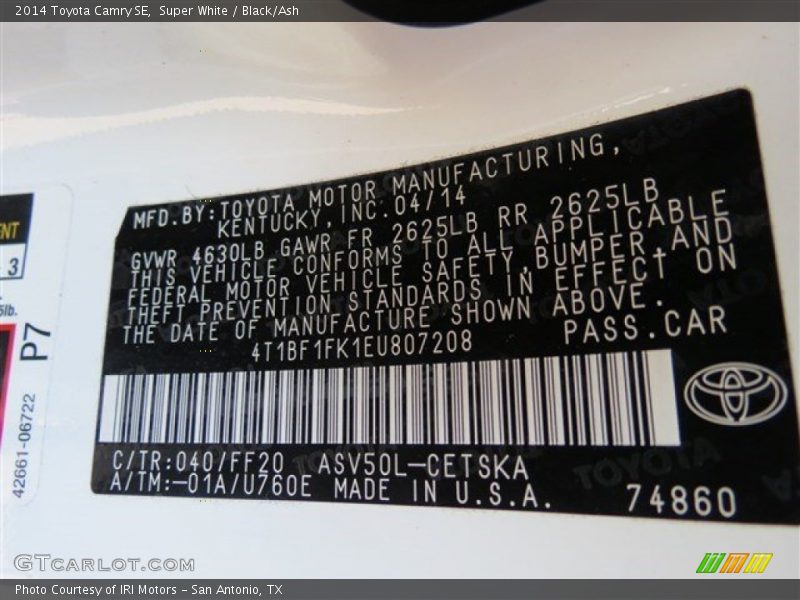 2014 Toyota Camry SE, Super White / Black/Ash
MFD.BY:TOYOTA MOTOR MANUFACTURING,
KENTUCKY,INC.04/14
GVWR 4630LB GAWR FR 2625LB RR 2625LB
THIS VEHICLE CONFORMS TO ALL APPLICABLE
FEDERAL MOTOR VEHICLE SAFETY,BUMPER,AND
THEFT PREVENTION STANDARDS IN EFFECT ON
THE DATE OF MANUFACTURE SHOWN ABOVE.
4T1BF1FK1EU807208 PASS.CAR
C/TR:040/FF20 ASV50L-CETSKA
A/TM:-01A/U760E MADE IN U.S.A.
74860
3
lb.
P7
42661-06722
GTcarlot.com
Photo Courtesy of IRI Motors - San Antonio, TX